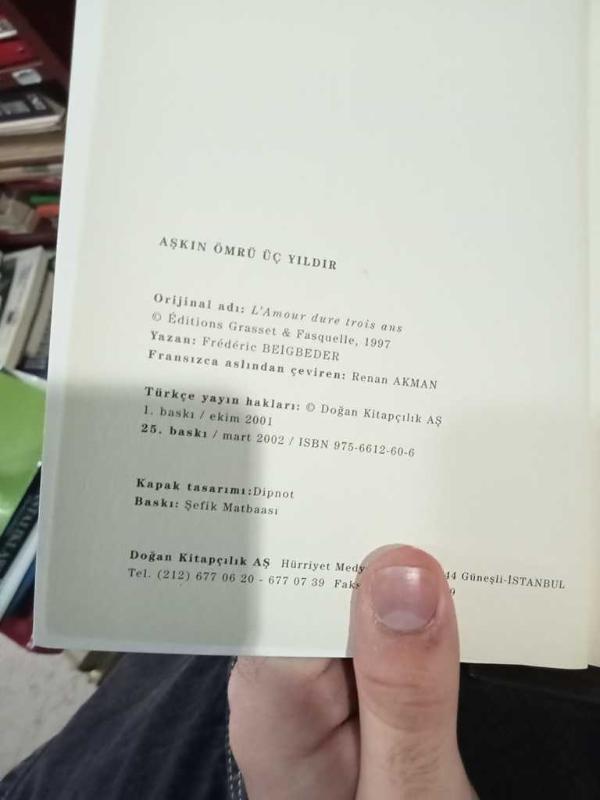 AŞKIN ÖMRÜ ÜÇ YILDIR
Orijinal adı: L'Amour dure trois ans
© Éditions Grasset & Fasquelle, 1997
Yazan: Frédéric BEİGBEDER
Fransızca aslından çeviren: Renan AKMAN
Türkçe yayın hakları: © Doğan Kitapçılık AŞ
1. baskı / ekim 2001
25. baskı / mart 2002 / ISBN 975-6612-60-6
Kapak tasarımı:Dipnot
Baskı: Şefik Matbaası
Doğan Kitapçılık AŞ Hürriyet 44 Güneşli-İSTANBUL
Tel. (212) 677 06 20 - 677 07 39